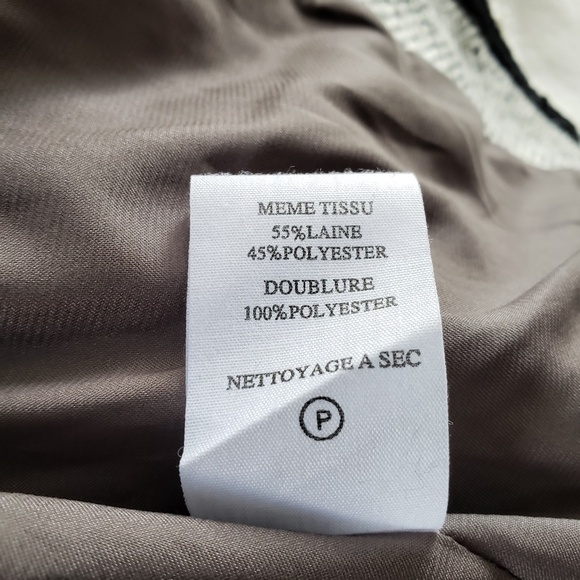 MEME TISSU
55%LAINE
45%POLYESTER
DOUBLURE
100%POLYESTER
NETTOYAGE A SEC
P